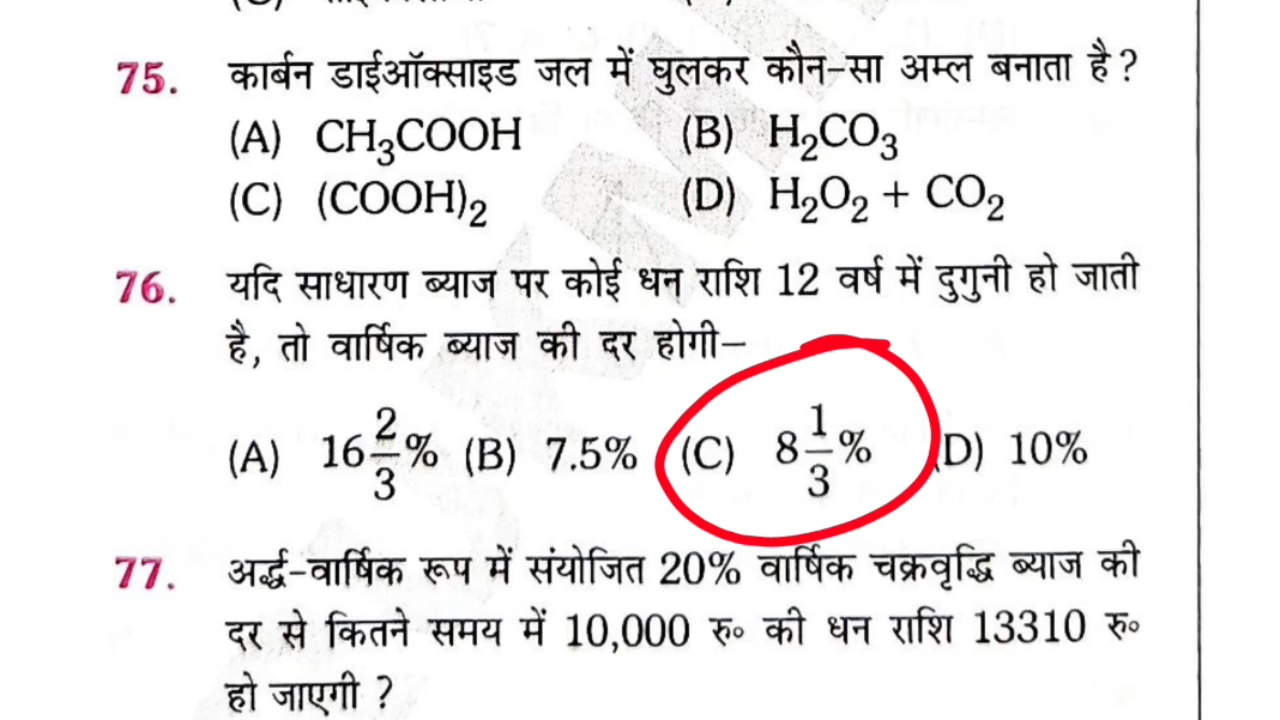 75. कार्बन डाईऑक्साइड जल में घुलकर कौन-सा अम्ल बनाता है ?
(A) CH₃COOH (B) H₂CO₃
(C) (COOH)₂ (D) H₂O₂ + CO₂
76. यदि साधारण ब्याज पर कोई धन राशि 12 वर्ष में दुगुनी हो जाती
है, तो वार्षिक ब्याज की दर होगी–
(A) 16 2/3% (B) 7.5% (C) 8 1/3% (D) 10%
77. अर्द्ध-वार्षिक रूप में संयोजित 20% वार्षिक चक्रवृद्धि ब्याज की
दर से कितने समय में 10,000 रु० की धन राशि 13310 रु०
हो जाएगी ?